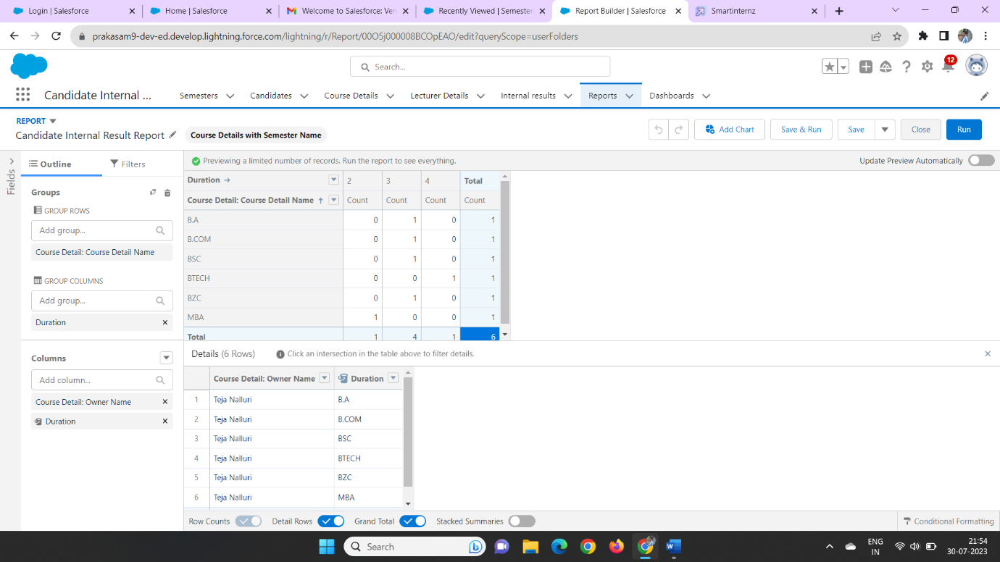 Login | Salesforce
Home | Salesforce
Welcome to Salesforce: Ver
Recently Viewed | Semester
Report Builder | Salesforce
Smartinternz
prakasam9-dev-ed.develop.lightning.force.com/lightning/r/Report/00O5j000008BCOpEAO/edit?queryScope=userFolders
Search...
12
Candidate Internal ...
Semesters
Candidates
Course Details
Lecturer Details
Internal results
Reports
Dashboards
REPORT
Candidate Internal Result Report
Course Details with Semester Name
Add Chart
Save & Run
Save
Close
Run
Fields
Outline
Filters
Previewing a limited number of records. Run the report to see everything.
Update Preview Automatically
Groups
GROUP ROWS
Add group...
Course Detail: Course Detail Name
GROUP COLUMNS
Add group...
Duration
Columns
Add column...
Course Detail: Owner Name
Duration
Duration 2 3 4 Total
Course Detail: Course Detail Name Count Count Count Count
B.A 0 1 0 1
B.COM 0 1 0 1
BSC 0 1 0 1
BTECH 0 0 1 1
BZC 0 1 0 1
MBA 1 0 0 1
Total 1 4 1 6
Details (6 Rows)
Click an intersection in the table above to filter details.
Course Detail: Owner Name Duration
1 Teja Nalluri B.A
2 Teja Nalluri B.COM
3 Teja Nalluri BSC
4 Teja Nalluri BTECH
5 Teja Nalluri BZC
6 Teja Nalluri MBA
Row Counts
Detail Rows
Grand Total
Stacked Summaries
Conditional Formatting
Search
ENG
IN
21:54
30-07-2023